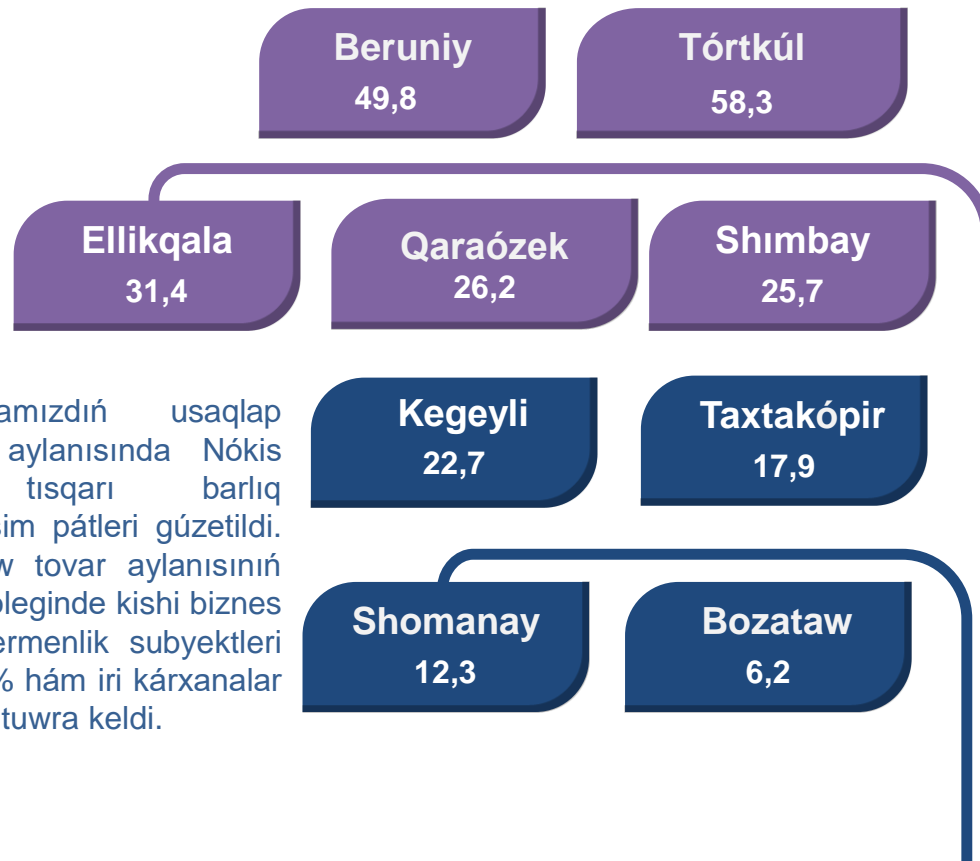 Beruniy
49,8
Tórtkúl
58,3
Ellikqala
31,4
Qaraózek
26,2
Shımbay
25,7
Kegeyli
22,7
Taxtakópir
17,9
Shomanay
12,3
Bozataw
6,2
amızdıń usaqlap
aylanısında Nókis
tısqarı barlıq
sim pátleri gúzetildi.
w tovar aylanısınıń
óleginde kishi biznes
ermenlik subyektleri
% hám iri kárxanalar
tuwra keldi.